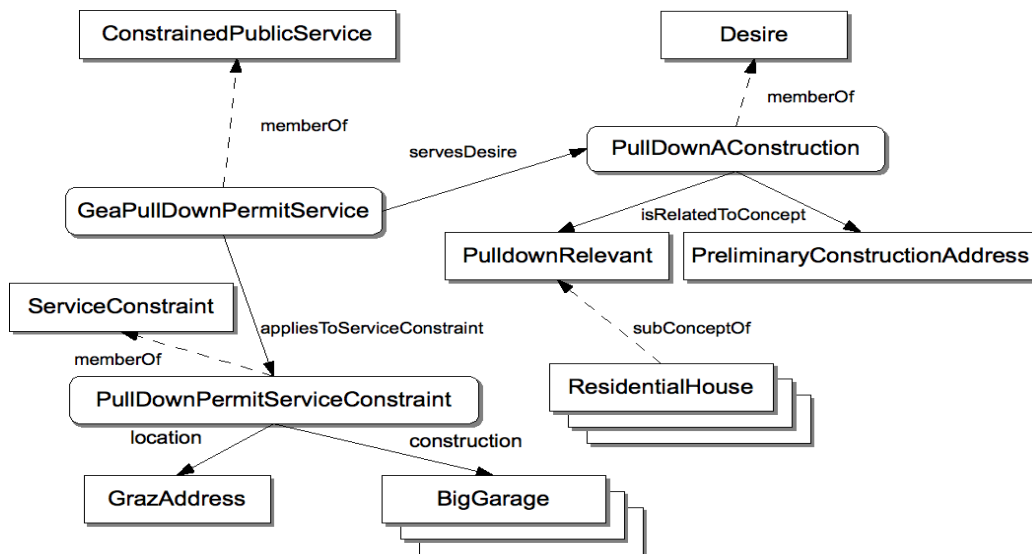 ConstrainedPublicService
Desire
memberOf
memberOf
servesDesire
PullDownAConstruction
GeaPullDownPermitService
isRelatedToConcept
PulldownRelevant
PreliminaryConstructionAddress
ServiceConstraint
appliesToServiceConstraint
subConceptOf
memberOf
ResidentialHouse
PullDownPermitServiceConstraint
location
construction
GrazAddress
BigGarage